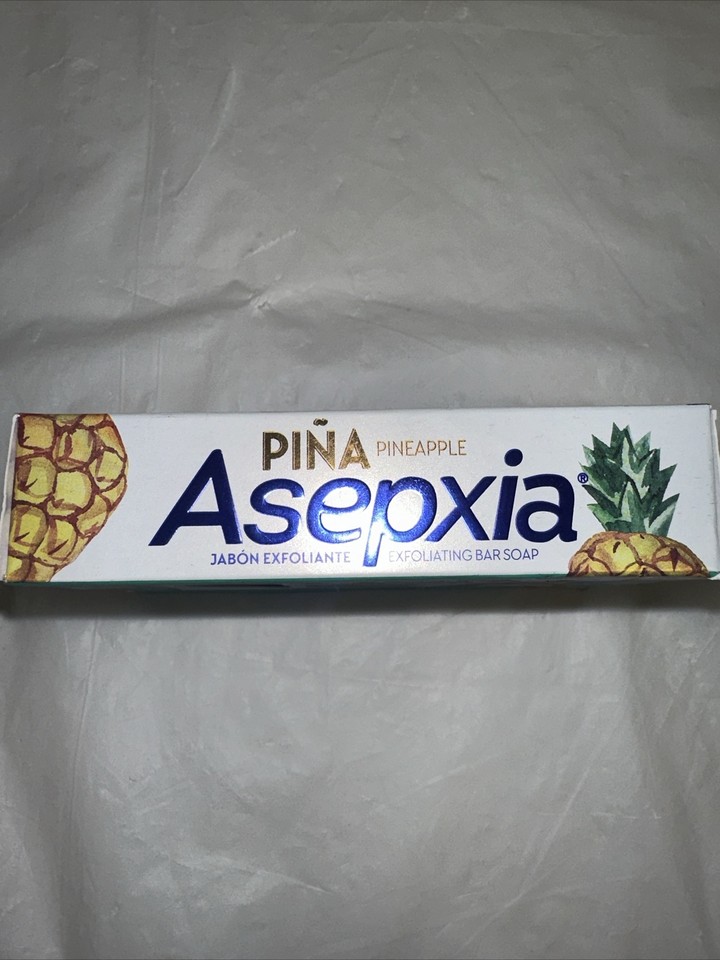 PIÑA PINEAPPLE
Asepxia®
JABÓN EXFOLIANTE EXFOLIATING BAR SOAP